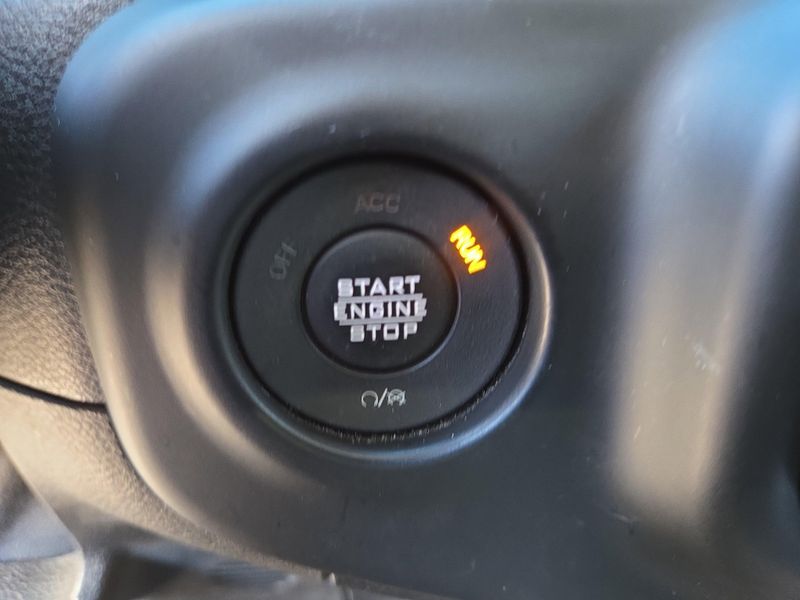 ACC
OFF
RUN
START
ENGINE
STOP